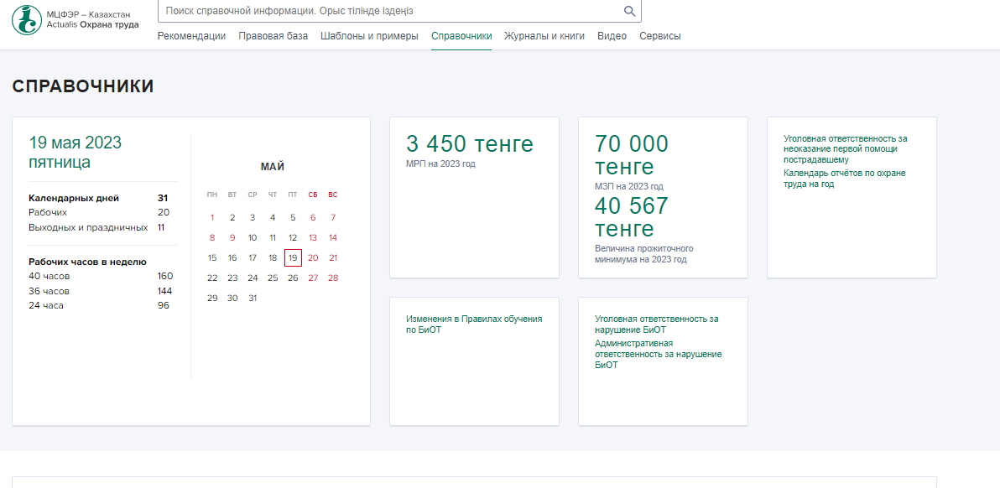 МЦФЭР – Казахстан
Actualis Охрана труда
Поиск справочной информации. Орыс тілінде іздеңіз
Рекомендации Правовая база Шаблоны и примеры Справочники Журналы и книги Видео Сервисы
СПРАВОЧНИКИ
19 мая 2023
пятница
Календарных дней 31
Рабочих 20
Выходных и праздничных 11
Рабочих часов в неделю
40 часов 160
36 часов 144
24 часа 96
МАЙ
ПН ВТ СР ЧТ ПТ СБ ВС
1 2 3 4 5 6 7
8 9 10 11 12 13 14
15 16 17 18 19 20 21
22 23 24 25 26 27 28
29 30 31
3 450 тенге
МРП на 2023 год
70 000
тенге
МЗП на 2023 год
40 567
тенге
Величина прожиточного
минимума на 2023 год
Уголовная ответственность за
неоказание первой помощи
пострадавшему
Календарь отчётов по охране
труда на год
Изменения в Правилах обучения
по БиОТ
Уголовная ответственность за
нарушение БиОТ
Административная
ответственность за нарушение
БиОТ